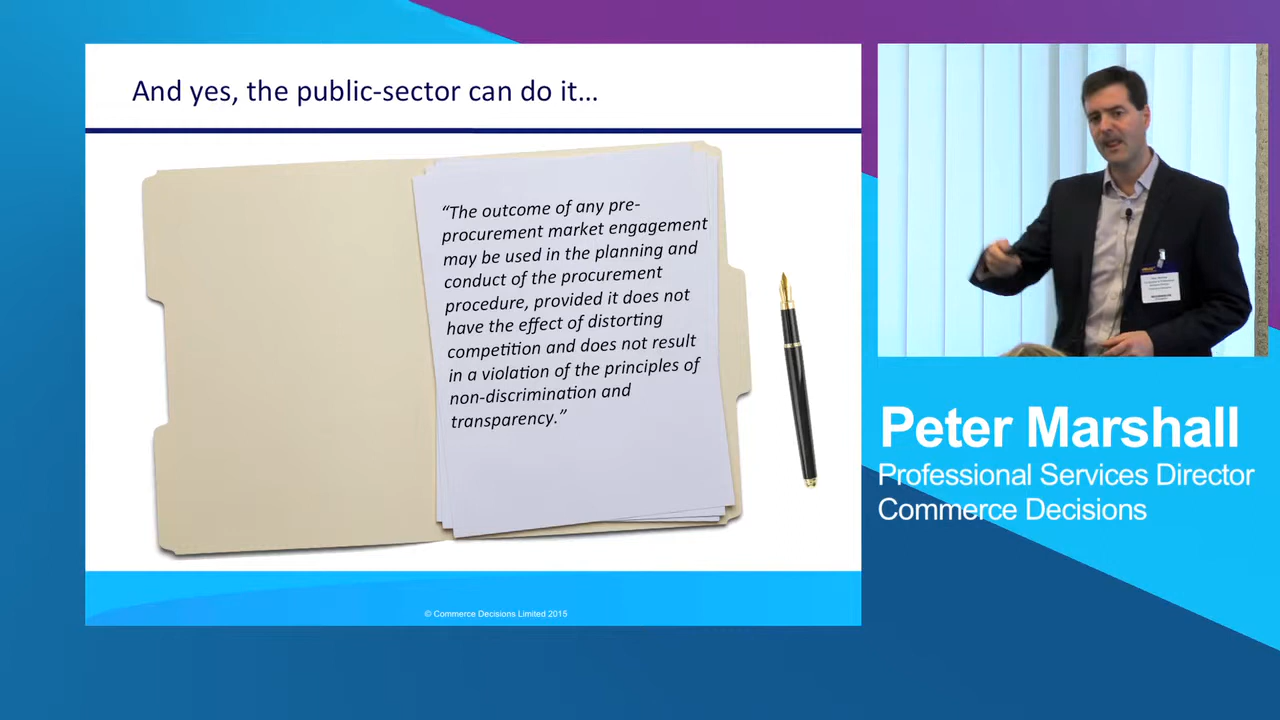 And yes, the public-sector can do it…
“The outcome of any pre-
procurement market engagement
may be used in the planning and
conduct of the procurement
procedure, provided it does not
have the effect of distorting
competition and does not result
in a violation of the principles of
non-discrimination and
transparency.”
© Commerce Decisions Limited 2015
Peter Marshall
Professional Services Director
Commerce Decisions